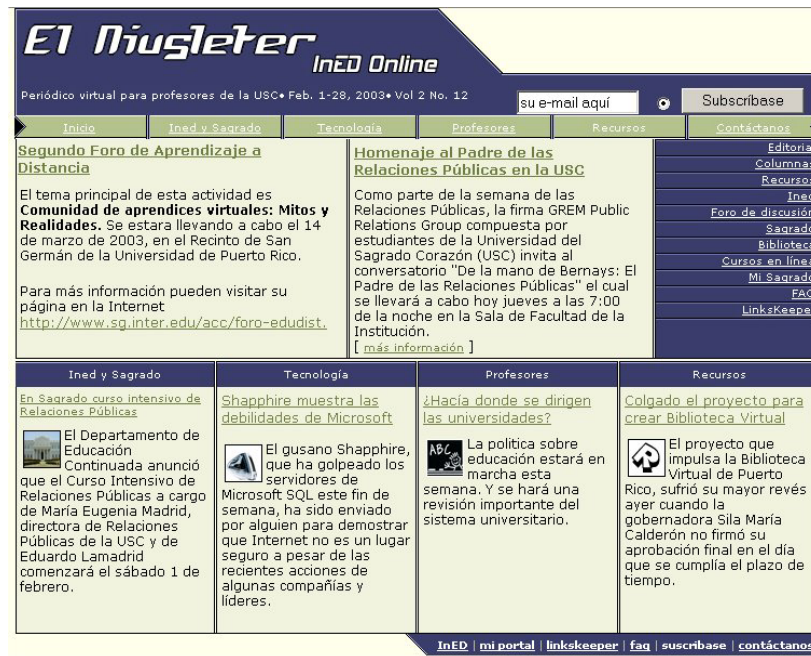 El Niusleter
InED Online
Periódico virtual para profesores de la USC• Feb. 1-28, 2003• Vol 2 No. 12
su e-mail aquí
Subscríbase
Inicio
Ined y Sagrado
Tecnología
Profesores
Recursos
Contáctanos
Segundo Foro de Aprendizaje a
Distancia
El tema principal de esta actividad es
Comunidad de aprendices virtuales: Mitos y
Realidades. Se estara llevando a cabo el 14
de marzo de 2003, en el Recinto de San
Germán de la Universidad de Puerto Rico.
Para más información pueden visitar su
página en la Internet
http://www.sg.inter.edu/acc/foro-edudist.
Homenaje al Padre de las
Relaciones Públicas en la USC
Como parte de la semana de las
Relaciones Públicas, la firma GREM Public
Relations Group compuesta por
estudiantes de la Universidad del
Sagrado Corazón (USC) invita al
conversatorio "De la mano de Bernays: El
Padre de las Relaciones Públicas" el cual
se llevará a cabo hoy jueves a las 7:00
de la noche en la Sala de Facultad de la
Institución.
[ más información ]
Editorial
Columnas
Recursos
Ined
Foro de discusión
Sagrado
Biblioteca
Cursos en línea
Mi Sagrado
FAQ
LinksKeeper
Ined y Sagrado
En Sagrado curso intensivo de
Relaciones Públicas
El Departamento de
Educación
Continuada anunció
que el Curso Intensivo de
Relaciones Públicas a cargo
de María Eugenia Madrid,
directora de Relaciones
Públicas de la USC y de
Eduardo Lamadrid
comenzará el sábado 1 de
febrero.
Tecnología
Shapphire muestra las
debilidades de Microsoft
El gusano Shapphire,
que ha golpeado los
servidores de
Microsoft SQL este fin de
semana, ha sido enviado
por alguien para demostrar
que Internet no es un lugar
seguro a pesar de las
recientes acciones de
algunas compañías y
líderes.
Profesores
¿Hacía donde se dirigen
las universidades?
ABC
La politica sobre
educación estará en
marcha esta
semana. Y se hará una
revisión importante del
sistema universitario.
Recursos
Colgado el proyecto para
crear Biblioteca Virtual
El proyecto que
impulsa la Biblioteca
Virtual de Puerto
Rico, sufrió su mayor revés
ayer cuando la
gobernadora Sila María
Calderón no firmó su
aprobación final en el día
que se cumplía el plazo de
tiempo.
InED | mi portal | linkskeeper | faq | suscribase | contáctanos